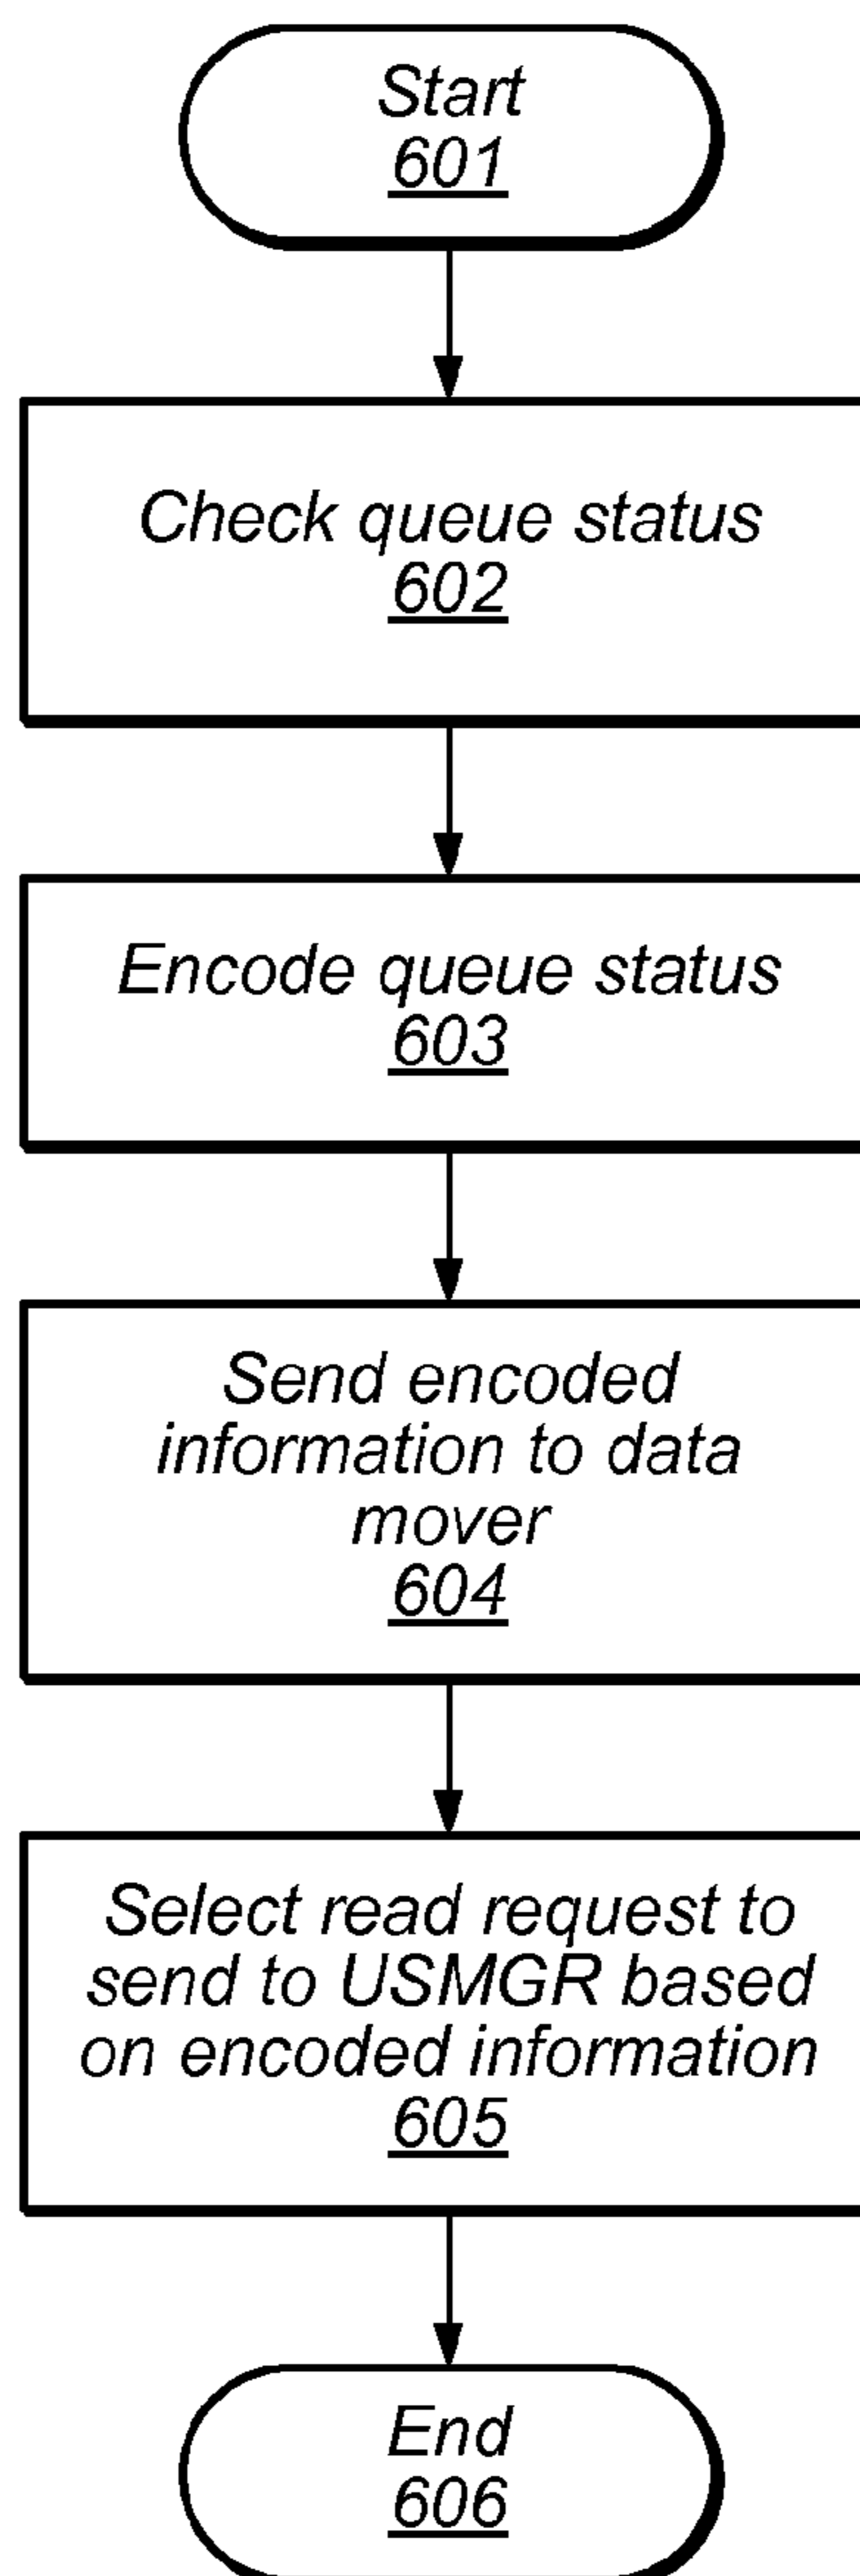 Start
601
Check queue status
602
Encode queue status
603
Send encoded
information to data
mover
604
Select read request to
send to USMGR based
on encoded information
605
End
606